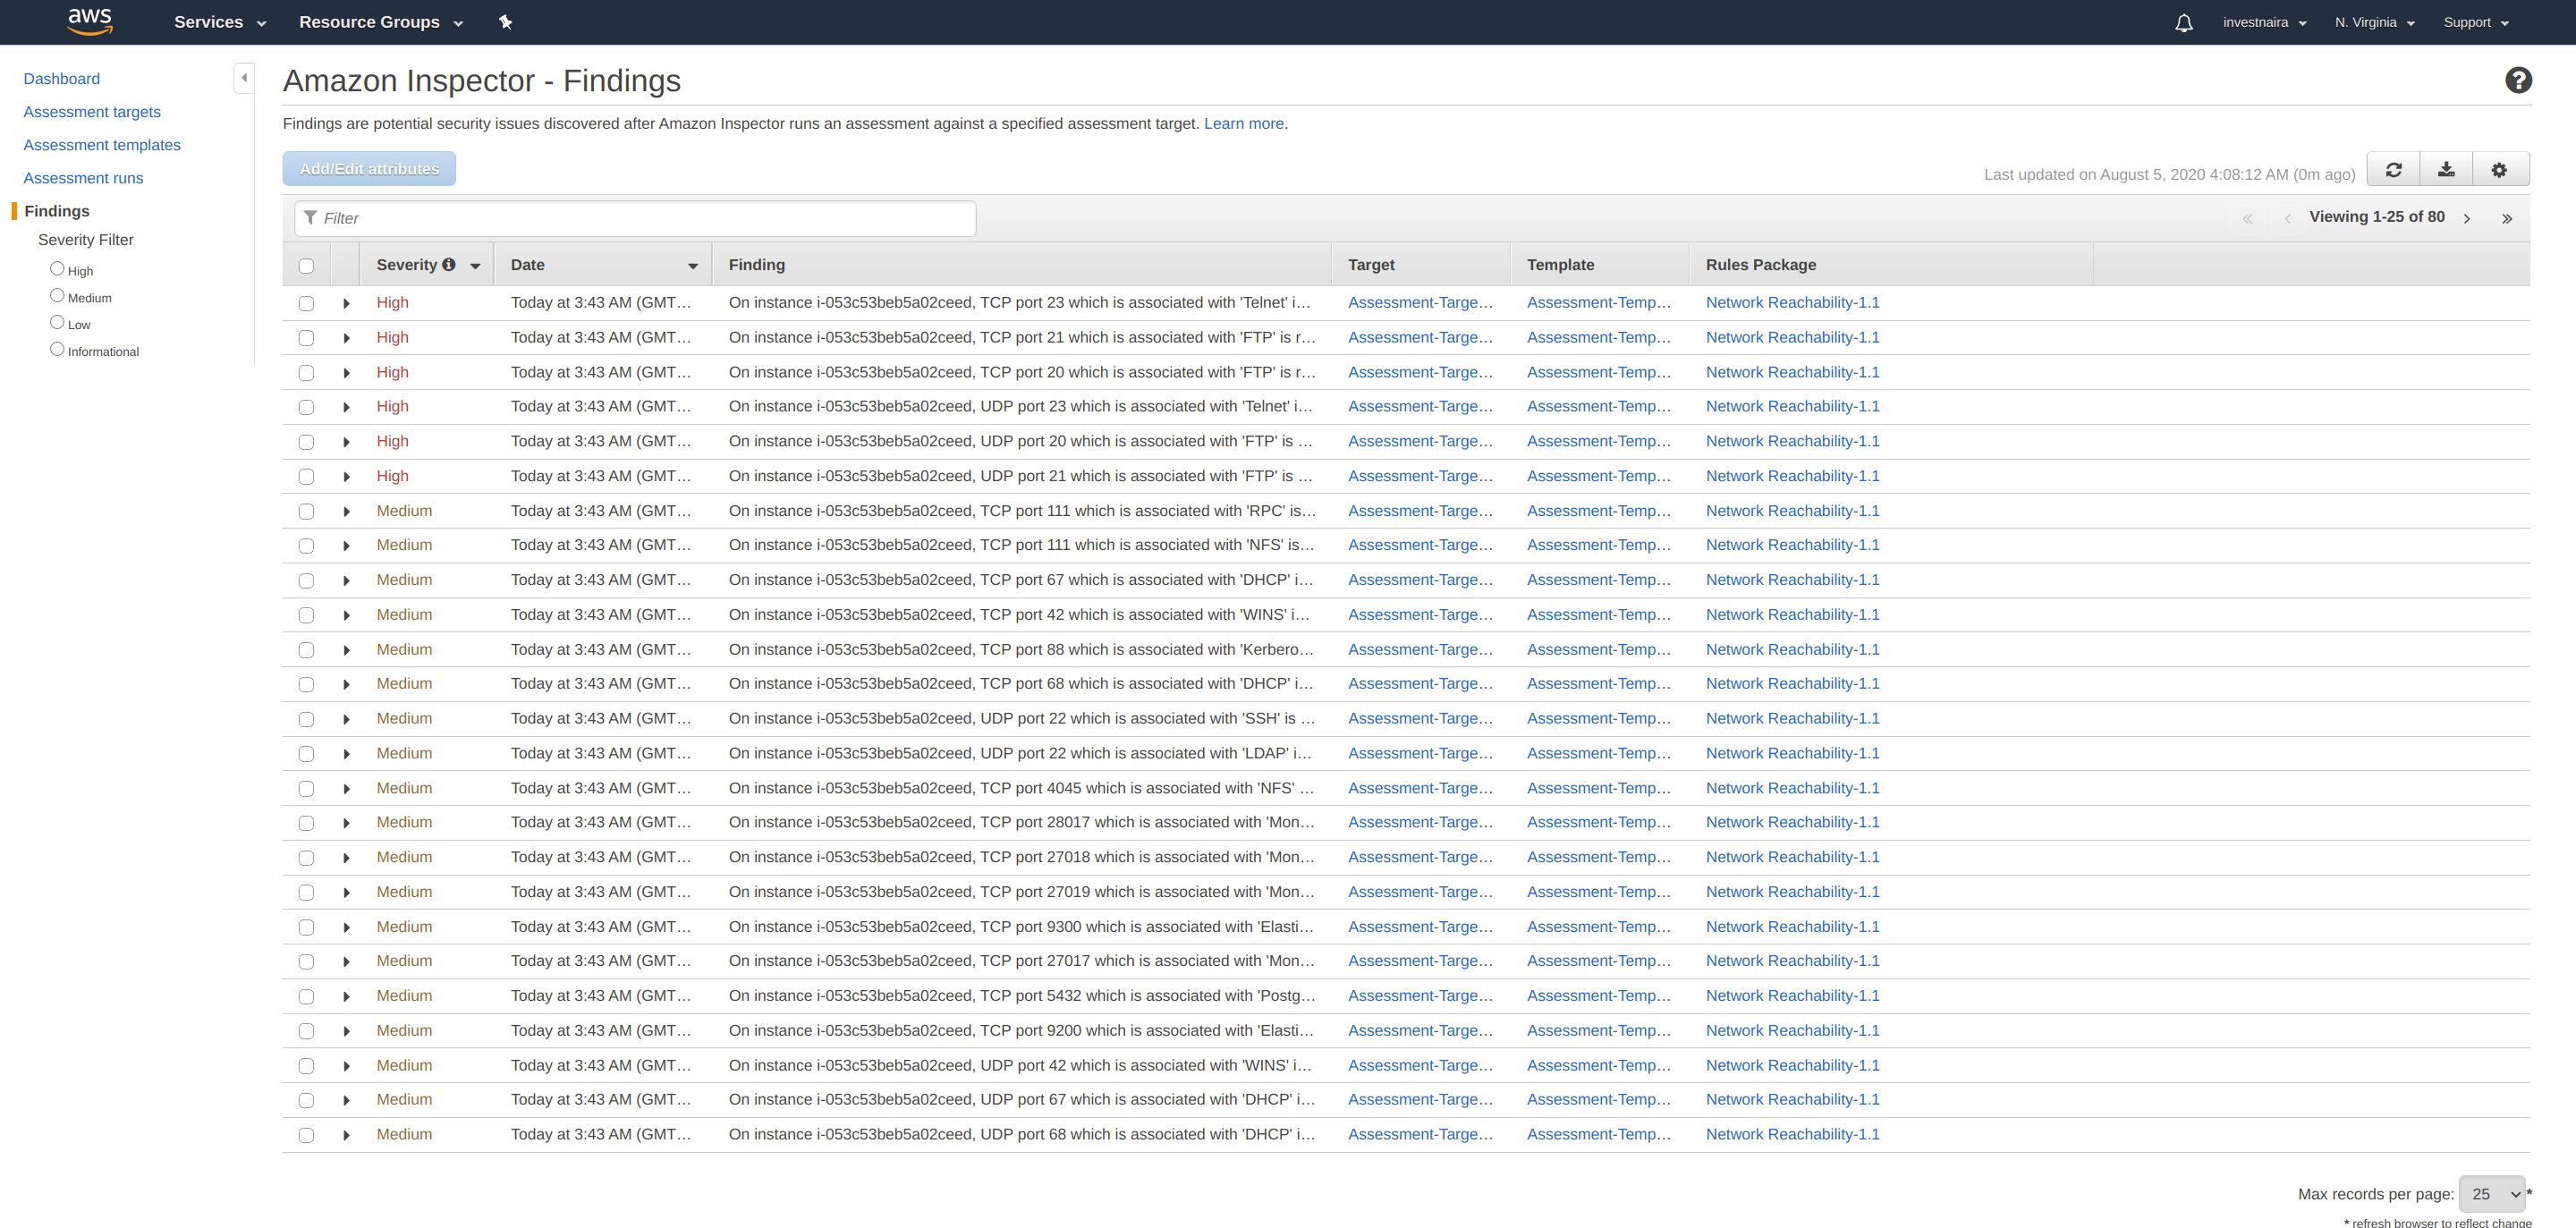 aws Services Resource Groups investnaira N. Virginia Support
Dashboard
Assessment targets
Assessment templates
Assessment runs
Findings
Severity Filter
High
Medium
Low
Informational
Amazon Inspector - Findings
Findings are potential security issues discovered after Amazon Inspector runs an assessment against a specified assessment target. Learn more.
Add/Edit attributes Last updated on August 5, 2020 4:08:12 AM (0m ago)
Filter « ‹ Viewing 1-25 of 80 › »
Severity Date Finding Target Template Rules Package
High Today at 3:43 AM (GMT… On instance i-053c53beb5a02ceed, TCP port 23 which is associated with 'Telnet' i… Assessment-Targe… Assessment-Temp… Network Reachability-1.1
High Today at 3:43 AM (GMT… On instance i-053c53beb5a02ceed, TCP port 21 which is associated with 'FTP' is r… Assessment-Targe… Assessment-Temp… Network Reachability-1.1
High Today at 3:43 AM (GMT… On instance i-053c53beb5a02ceed, TCP port 20 which is associated with 'FTP' is r… Assessment-Targe… Assessment-Temp… Network Reachability-1.1
High Today at 3:43 AM (GMT… On instance i-053c53beb5a02ceed, UDP port 23 which is associated with 'Telnet' i… Assessment-Targe… Assessment-Temp… Network Reachability-1.1
High Today at 3:43 AM (GMT… On instance i-053c53beb5a02ceed, UDP port 20 which is associated with 'FTP' is … Assessment-Targe… Assessment-Temp… Network Reachability-1.1
High Today at 3:43 AM (GMT… On instance i-053c53beb5a02ceed, UDP port 21 which is associated with 'FTP' is … Assessment-Targe… Assessment-Temp… Network Reachability-1.1
Medium Today at 3:43 AM (GMT… On instance i-053c53beb5a02ceed, TCP port 111 which is associated with 'RPC' is… Assessment-Targe… Assessment-Temp… Network Reachability-1.1
Medium Today at 3:43 AM (GMT… On instance i-053c53beb5a02ceed, TCP port 111 which is associated with 'NFS' is… Assessment-Targe… Assessment-Temp… Network Reachability-1.1
Medium Today at 3:43 AM (GMT… On instance i-053c53beb5a02ceed, TCP port 67 which is associated with 'DHCP' i… Assessment-Targe… Assessment-Temp… Network Reachability-1.1
Medium Today at 3:43 AM (GMT… On instance i-053c53beb5a02ceed, TCP port 42 which is associated with 'WINS' i… Assessment-Targe… Assessment-Temp… Network Reachability-1.1
Medium Today at 3:43 AM (GMT… On instance i-053c53beb5a02ceed, TCP port 88 which is associated with 'Kerbero… Assessment-Targe… Assessment-Temp… Network Reachability-1.1
Medium Today at 3:43 AM (GMT… On instance i-053c53beb5a02ceed, TCP port 68 which is associated with 'DHCP' i… Assessment-Targe… Assessment-Temp… Network Reachability-1.1
Medium Today at 3:43 AM (GMT… On instance i-053c53beb5a02ceed, UDP port 22 which is associated with 'SSH' is … Assessment-Targe… Assessment-Temp… Network Reachability-1.1
Medium Today at 3:43 AM (GMT… On instance i-053c53beb5a02ceed, UDP port 22 which is associated with 'LDAP' i… Assessment-Targe… Assessment-Temp… Network Reachability-1.1
Medium Today at 3:43 AM (GMT… On instance i-053c53beb5a02ceed, TCP port 4045 which is associated with 'NFS' … Assessment-Targe… Assessment-Temp… Network Reachability-1.1
Medium Today at 3:43 AM (GMT… On instance i-053c53beb5a02ceed, TCP port 28017 which is associated with 'Mon… Assessment-Targe… Assessment-Temp… Network Reachability-1.1
Medium Today at 3:43 AM (GMT… On instance i-053c53beb5a02ceed, TCP port 27018 which is associated with 'Mon… Assessment-Targe… Assessment-Temp… Network Reachability-1.1
Medium Today at 3:43 AM (GMT… On instance i-053c53beb5a02ceed, TCP port 27019 which is associated with 'Mon… Assessment-Targe… Assessment-Temp… Network Reachability-1.1
Medium Today at 3:43 AM (GMT… On instance i-053c53beb5a02ceed, TCP port 9300 which is associated with 'Elasti… Assessment-Targe… Assessment-Temp… Network Reachability-1.1
Medium Today at 3:43 AM (GMT… On instance i-053c53beb5a02ceed, TCP port 27017 which is associated with 'Mon… Assessment-Targe… Assessment-Temp… Network Reachability-1.1
Medium Today at 3:43 AM (GMT… On instance i-053c53beb5a02ceed, TCP port 5432 which is associated with 'Postg… Assessment-Targe… Assessment-Temp… Network Reachability-1.1
Medium Today at 3:43 AM (GMT… On instance i-053c53beb5a02ceed, TCP port 9200 which is associated with 'Elasti… Assessment-Targe… Assessment-Temp… Network Reachability-1.1
Medium Today at 3:43 AM (GMT… On instance i-053c53beb5a02ceed, UDP port 42 which is associated with 'WINS' i… Assessment-Targe… Assessment-Temp… Network Reachability-1.1
Medium Today at 3:43 AM (GMT… On instance i-053c53beb5a02ceed, UDP port 67 which is associated with 'DHCP' i… Assessment-Targe… Assessment-Temp… Network Reachability-1.1
Medium Today at 3:43 AM (GMT… On instance i-053c53beb5a02ceed, UDP port 68 which is associated with 'DHCP' i… Assessment-Targe… Assessment-Temp… Network Reachability-1.1
Max records per page: 25 *
* refresh browser to reflect change